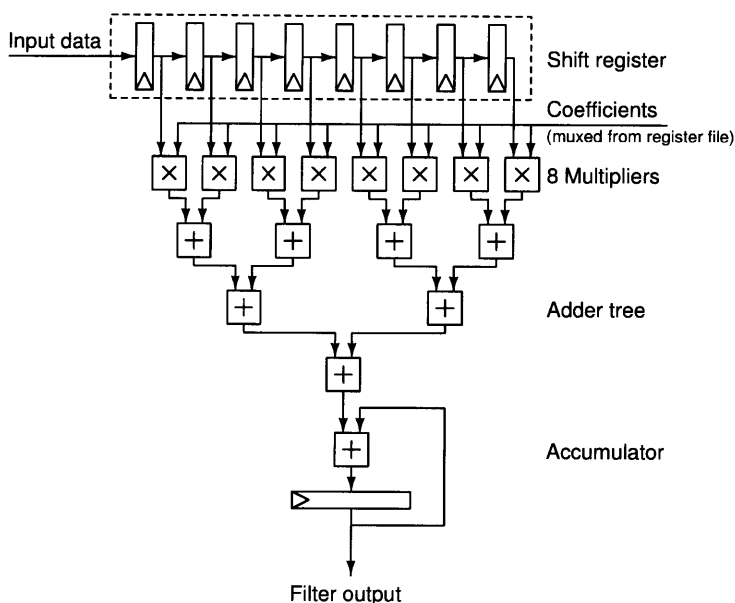 Input data
Shift register
Coefficients
(muxed from register file)
8 Multipliers
Adder tree
Accumulator
Filter output